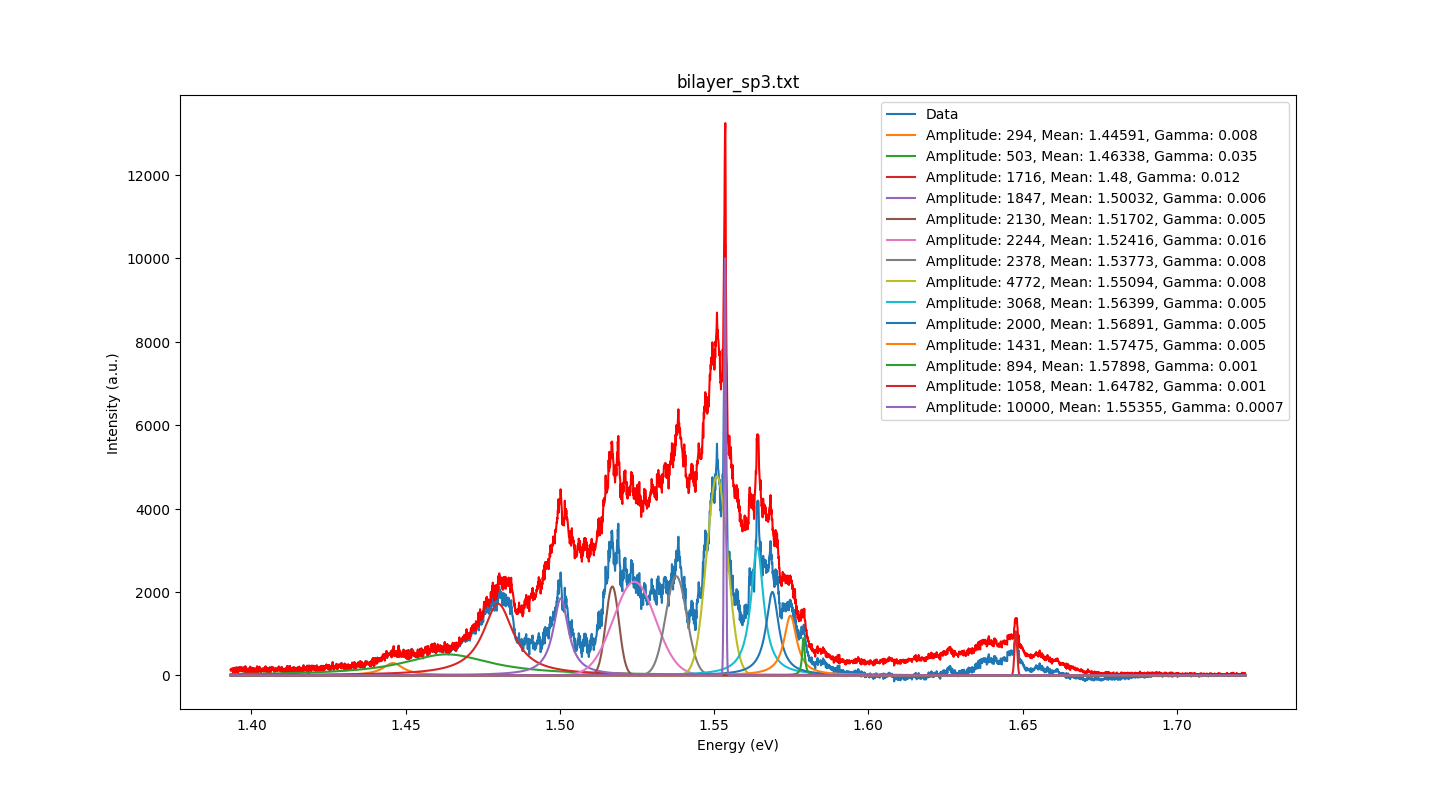 bilayer_sp3.txt
Data
Amplitude: 294, Mean: 1.44591, Gamma: 0.008
Amplitude: 503, Mean: 1.46338, Gamma: 0.035
Amplitude: 1716, Mean: 1.48, Gamma: 0.012
Amplitude: 1847, Mean: 1.50032, Gamma: 0.006
Amplitude: 2130, Mean: 1.51702, Gamma: 0.005
Amplitude: 2244, Mean: 1.52416, Gamma: 0.016
Amplitude: 2378, Mean: 1.53773, Gamma: 0.008
Amplitude: 4772, Mean: 1.55094, Gamma: 0.008
Amplitude: 3068, Mean: 1.56399, Gamma: 0.005
Amplitude: 2000, Mean: 1.56891, Gamma: 0.005
Amplitude: 1431, Mean: 1.57475, Gamma: 0.005
Amplitude: 894, Mean: 1.57898, Gamma: 0.001
Amplitude: 1058, Mean: 1.64782, Gamma: 0.001
Amplitude: 10000, Mean: 1.55355, Gamma: 0.0007
Intensity (a.u.)
12000
10000
8000
6000
4000
2000
0
1.40 1.45 1.50 1.55 1.60 1.65 1.70
Energy (eV)